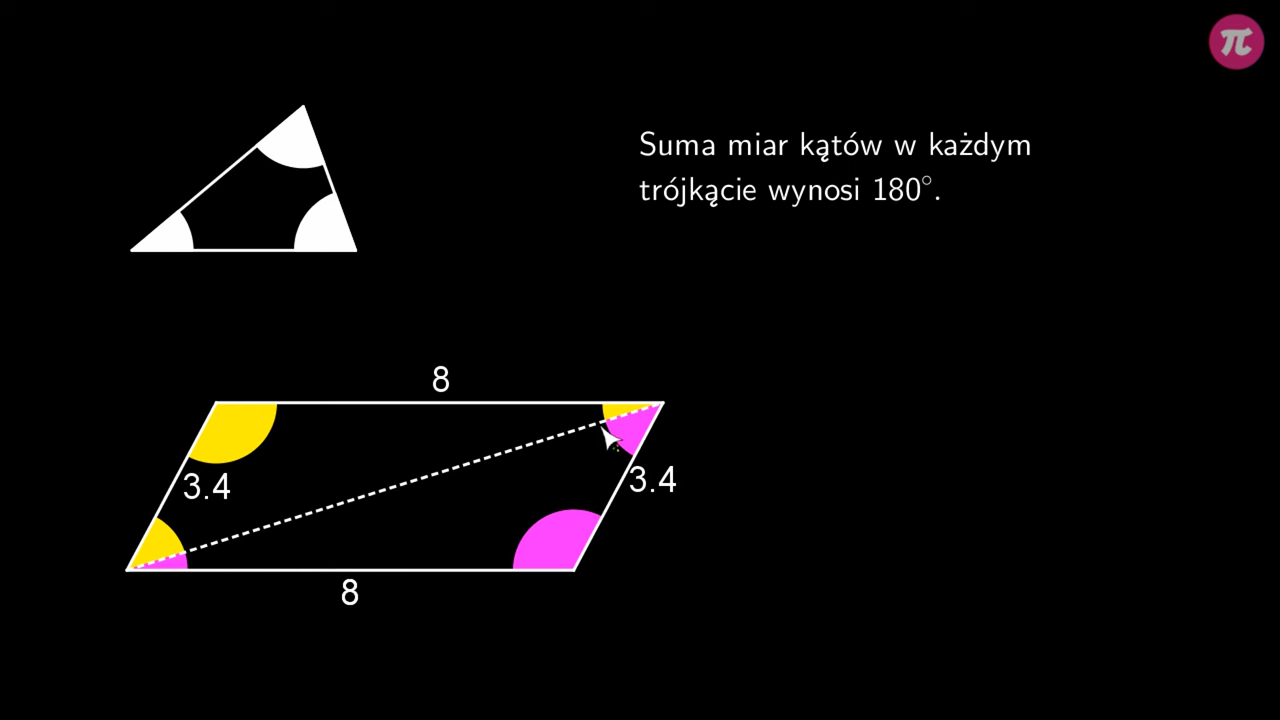 π
Suma miar kątów w każdym
trójkącie wynosi 180°.
8
3.4
3.4
8